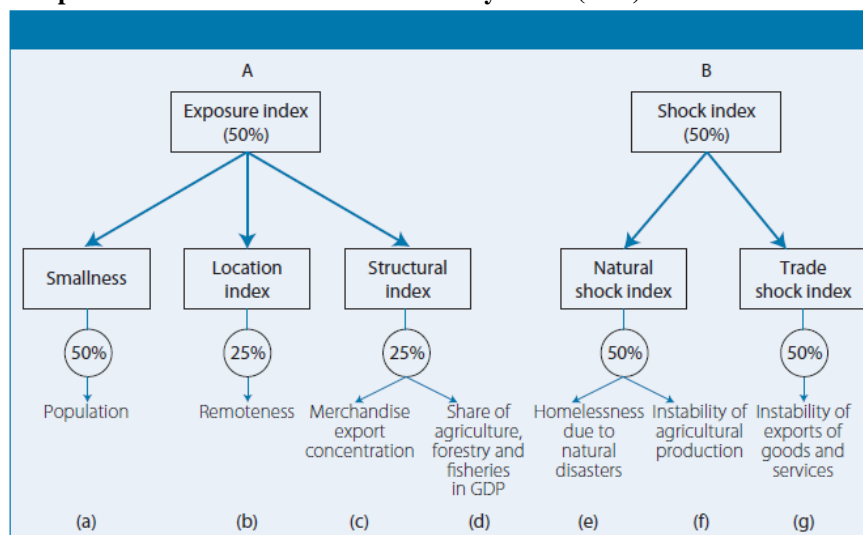 A
B
Exposure index
(50%)
Shock index
(50%)
Smallness
Location
index
Structural
index
Natural
shock index
Trade
shock index
50%
25%
25%
50%
50%
Population
Remoteness
Merchandise
export
concentration
Share of
agriculture,
forestry and
fisheries
in GDP
Homelessness
due to
natural
disasters
Instability of
agricultural
production
Instability of
exports of
goods and
services
(a)
(b)
(c)
(d)
(e)
(f)
(g)